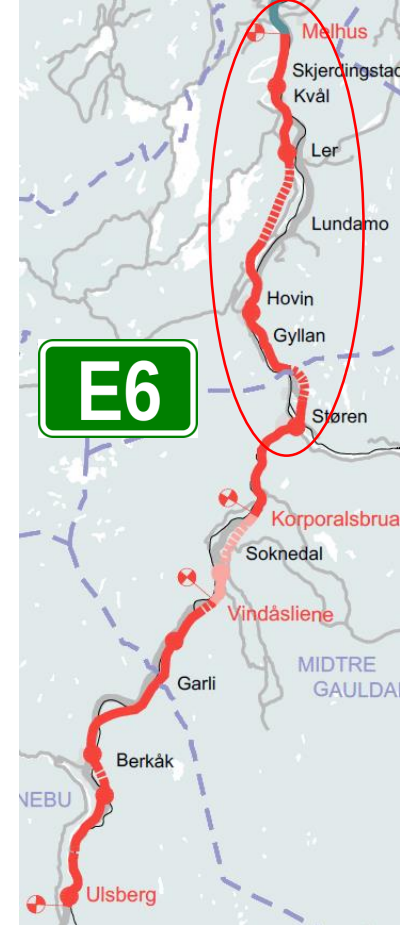 Melhus
Skjerdingstad
Kvål
Ler
Lundamo
Hovin
Gyllan
E6
Støren
Korporalsbrua
Soknedal
Vindåsliene
MIDTRE
GAULDA
Garli
Berkåk
NEBU
Ulsberg